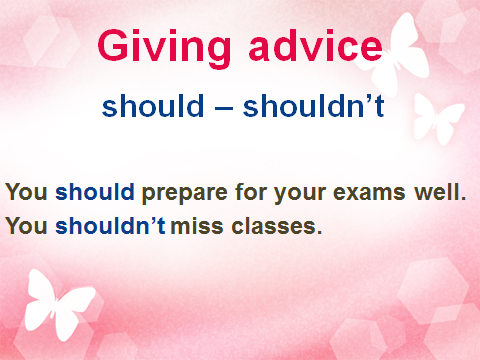 Giving advice
should – shouldn’t
You should prepare for your exams well.
You shouldn’t miss classes.